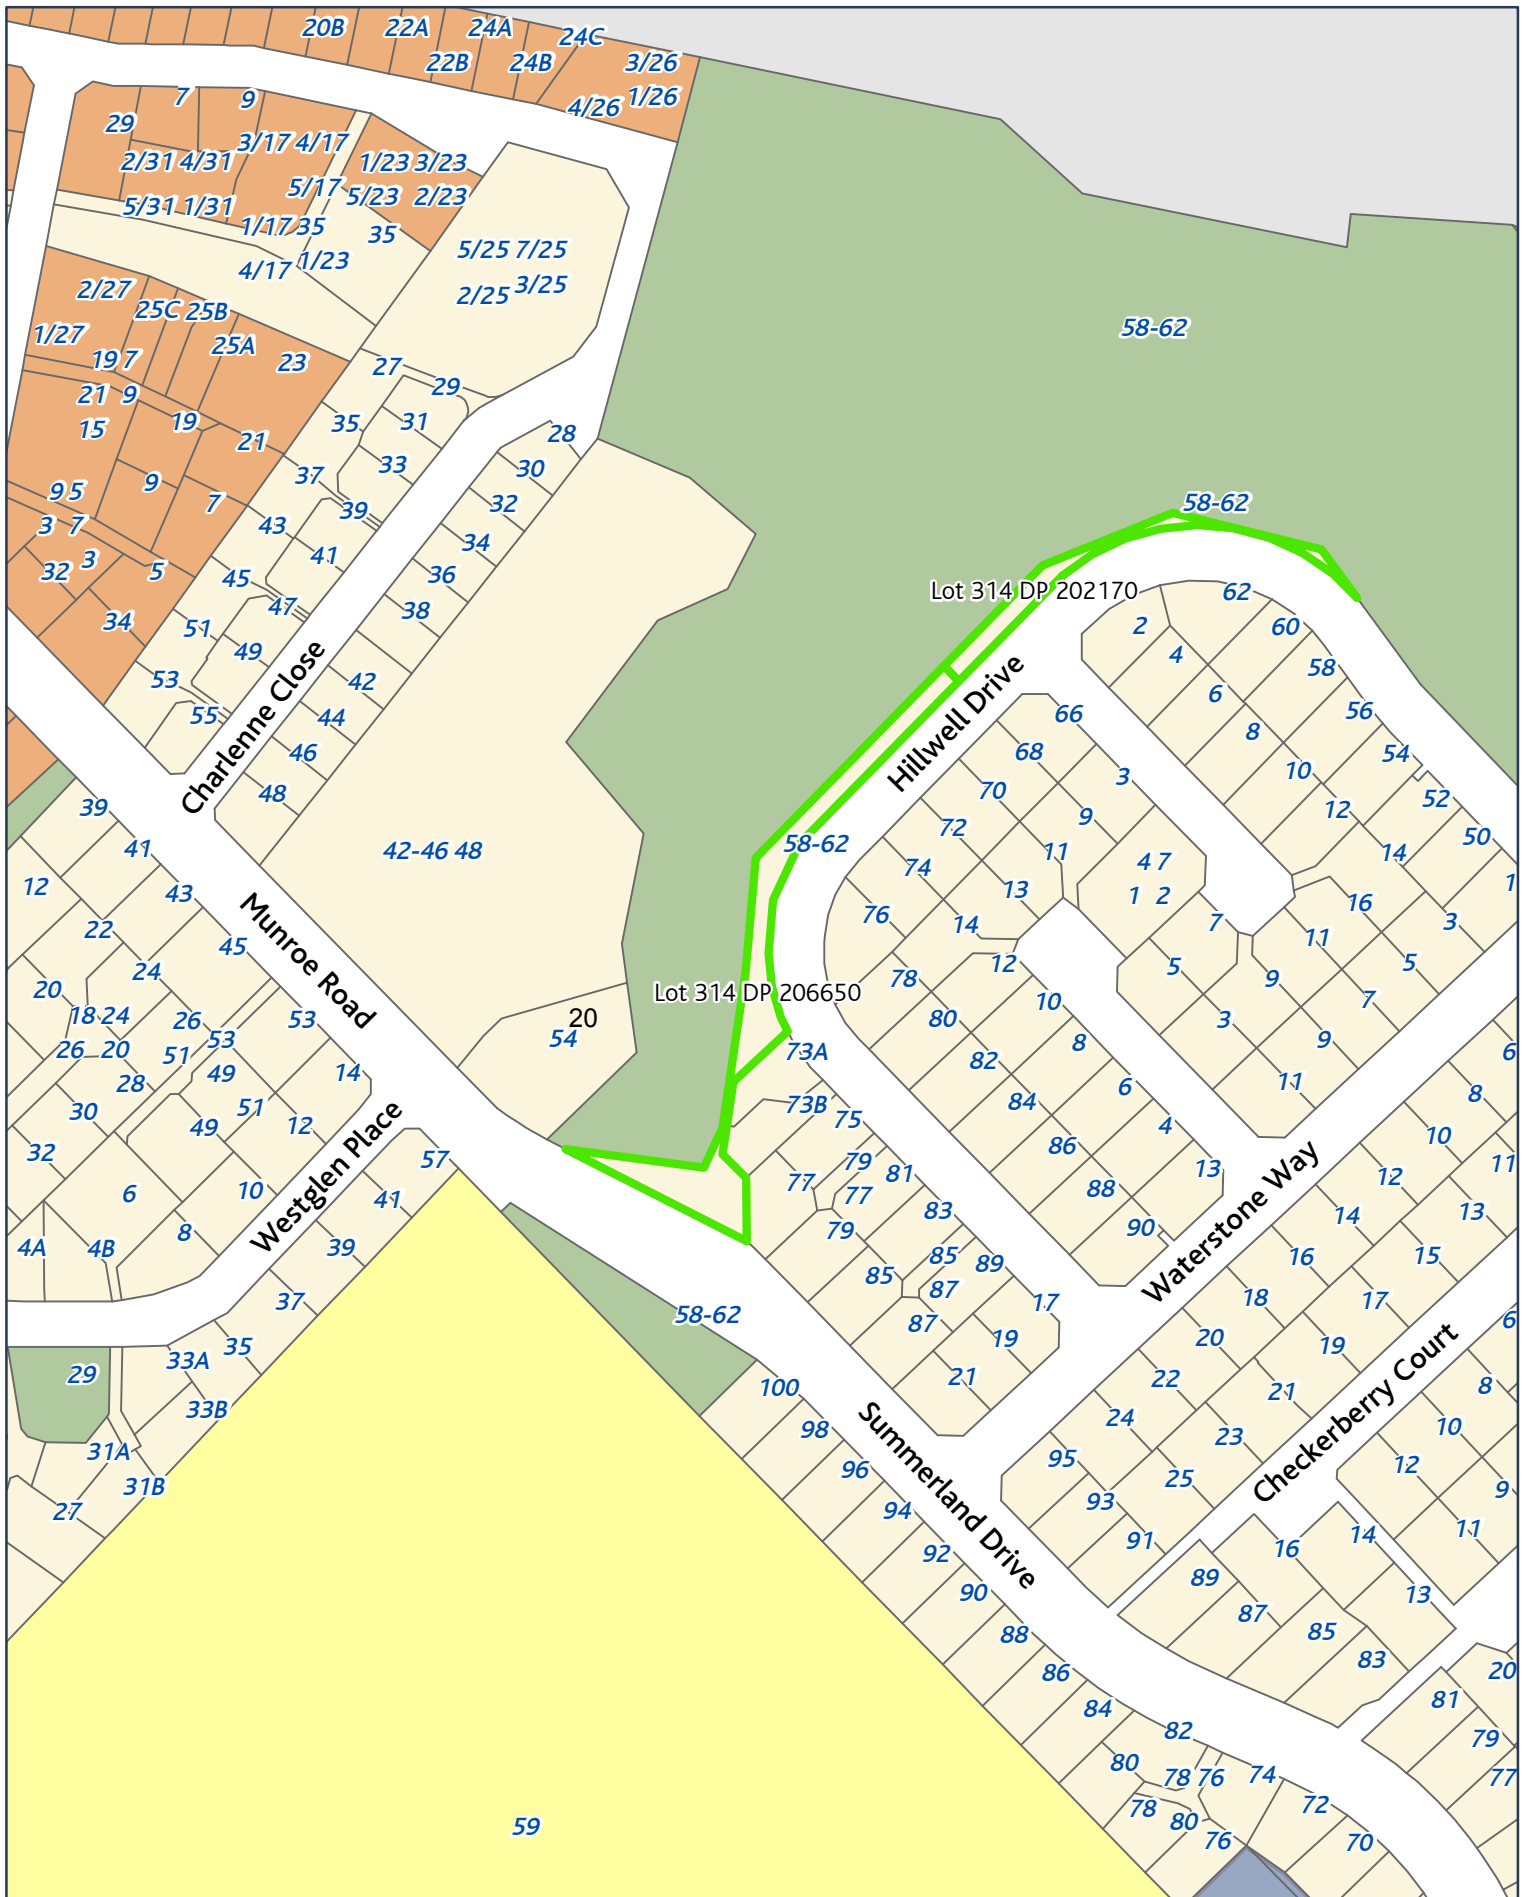 20B 22A 24A 24C
22B 24B 3/26
4/26 1/26
7 9
29 3/17 4/17
2/31 4/31 1/23 3/23
5/17 5/23 2/23
5/31 1/31
1/17 35 35
5/25 7/25
4/17 1/23
2/25 3/25
2/27 25C 25B
1/27 25A
58-62
19 7 23 27
29
21 9 35 31
15 19 21 28
37 33 30
9 5 9 7 39 32
58-62
3 7 43 34
3 41
32 5 45 36
Lot 314 DP 202170
62
34 47 38
51 49 2 60
4 58
53 42 6
55 44 66 56
Charlenne Close
Hillwell Drive
46 68 8 54
48 3 10
39 70 9 12 52
41 72 50
42-46 48
58-62
11 14
74 4 7
12 43 13 1 2 16 1
22 76 14 7 3
45 11
Munroe Road
24 78 12 5 9 5
20 10 7
Lot 314 DP 206650
18 24 26 53 20 80 3
53 54 8 9
26 20 51 73A 82 6
28 49 14 6 11
30 51 73B 84 8
49 12 75 4 10
32 57 79 86 11
Westglen Place
6 10 77 81 13 12
41 77 88
8 79 83 90 14 13
4A 4B 39 85 16 15
85 89
87
Waterstone Way
37 58-62 17 18 17
87
35 19 20 19 6
33A
29 21 22
100
33B 21 8
98 24
31A 23 10
Summerland Drive
Checkerberry Court
31B 96 95 25 12
27 94 93 9
92 91 11
16 14
90 89 13
87
88 85
86 83
20
84 82 81
79
80 78 76 74 77
78 80 72
76 70
59